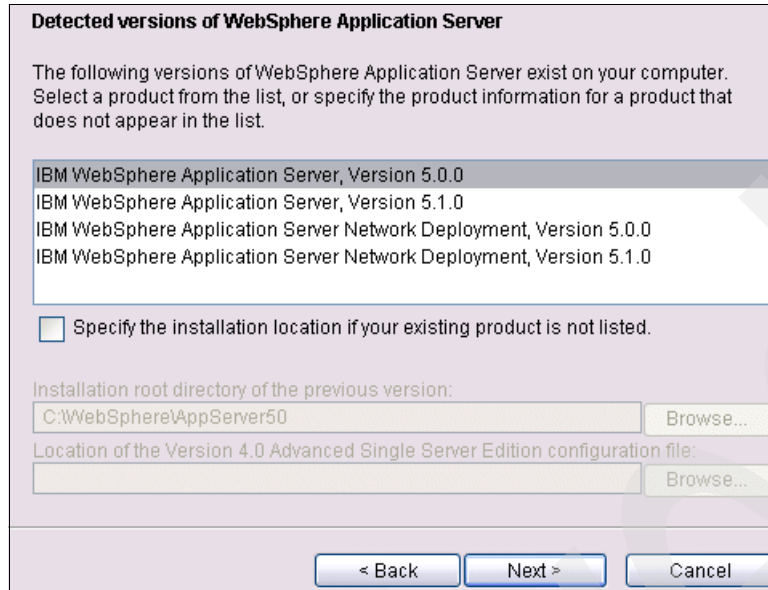 Detected versions of WebSphere Application Server
The following versions of WebSphere Application Server exist on your computer.
Select a product from the list, or specify the product information for a product that
does not appear in the list.
IBM WebSphere Application Server, Version 5.0.0
IBM WebSphere Application Server, Version 5.1.0
IBM WebSphere Application Server Network Deployment, Version 5.0.0
IBM WebSphere Application Server Network Deployment, Version 5.1.0
Specify the installation location if your existing product is not listed.
Installation root directory of the previous version:
C:\WebSphere\AppServer50 Browse...
Location of the Version 4.0 Advanced Single Server Edition configuration file:
Browse...
< Back Next > Cancel